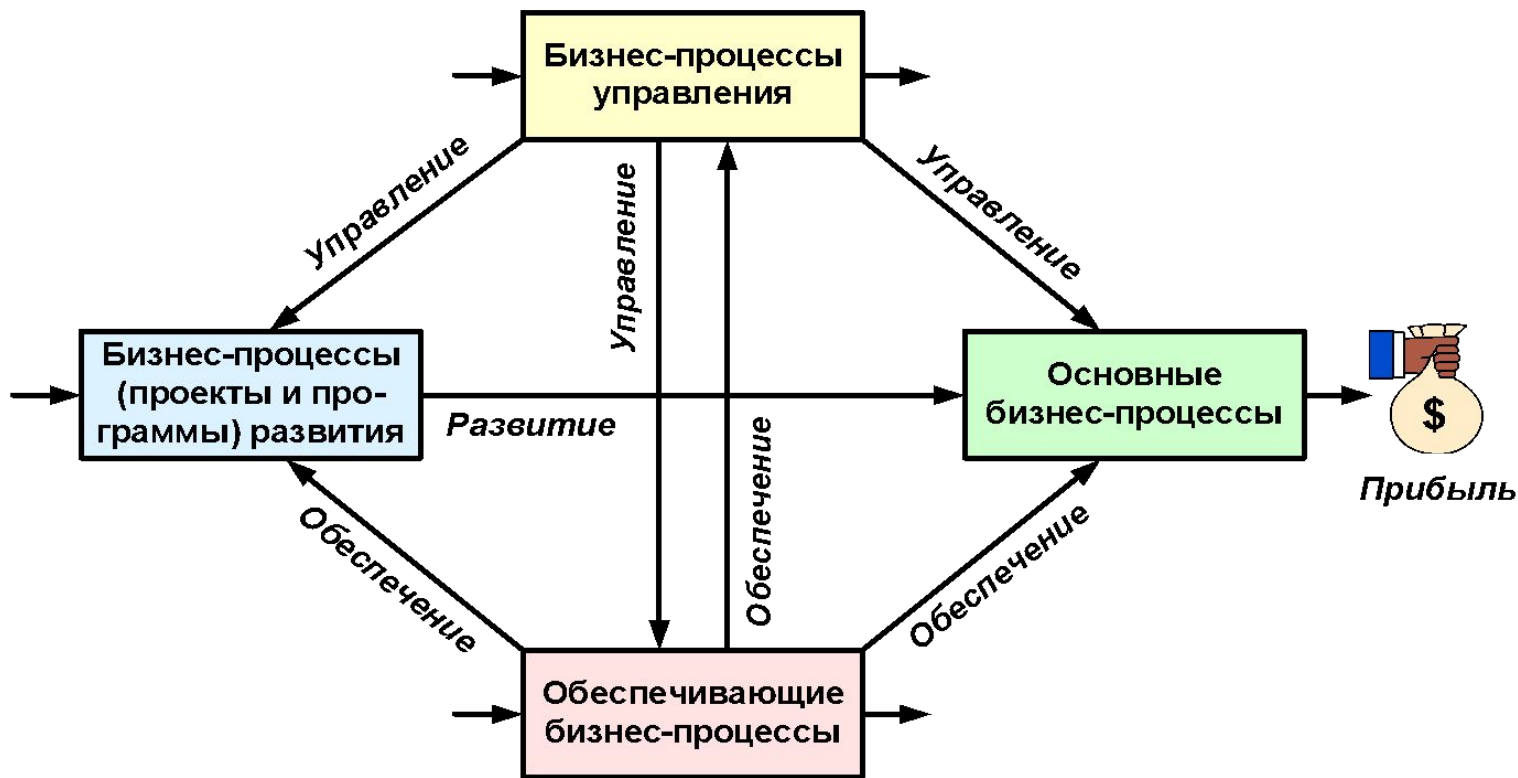 Бизнес-процессы
управления
Управление
Управление
Управление
Бизнес-процессы
(проекты и про-
граммы) развития
Развитие
Основные
бизнес-процессы
$
Прибыль
Обеспечение
Обеспечение
Обеспечение
Обеспечивающие
бизнес-процессы